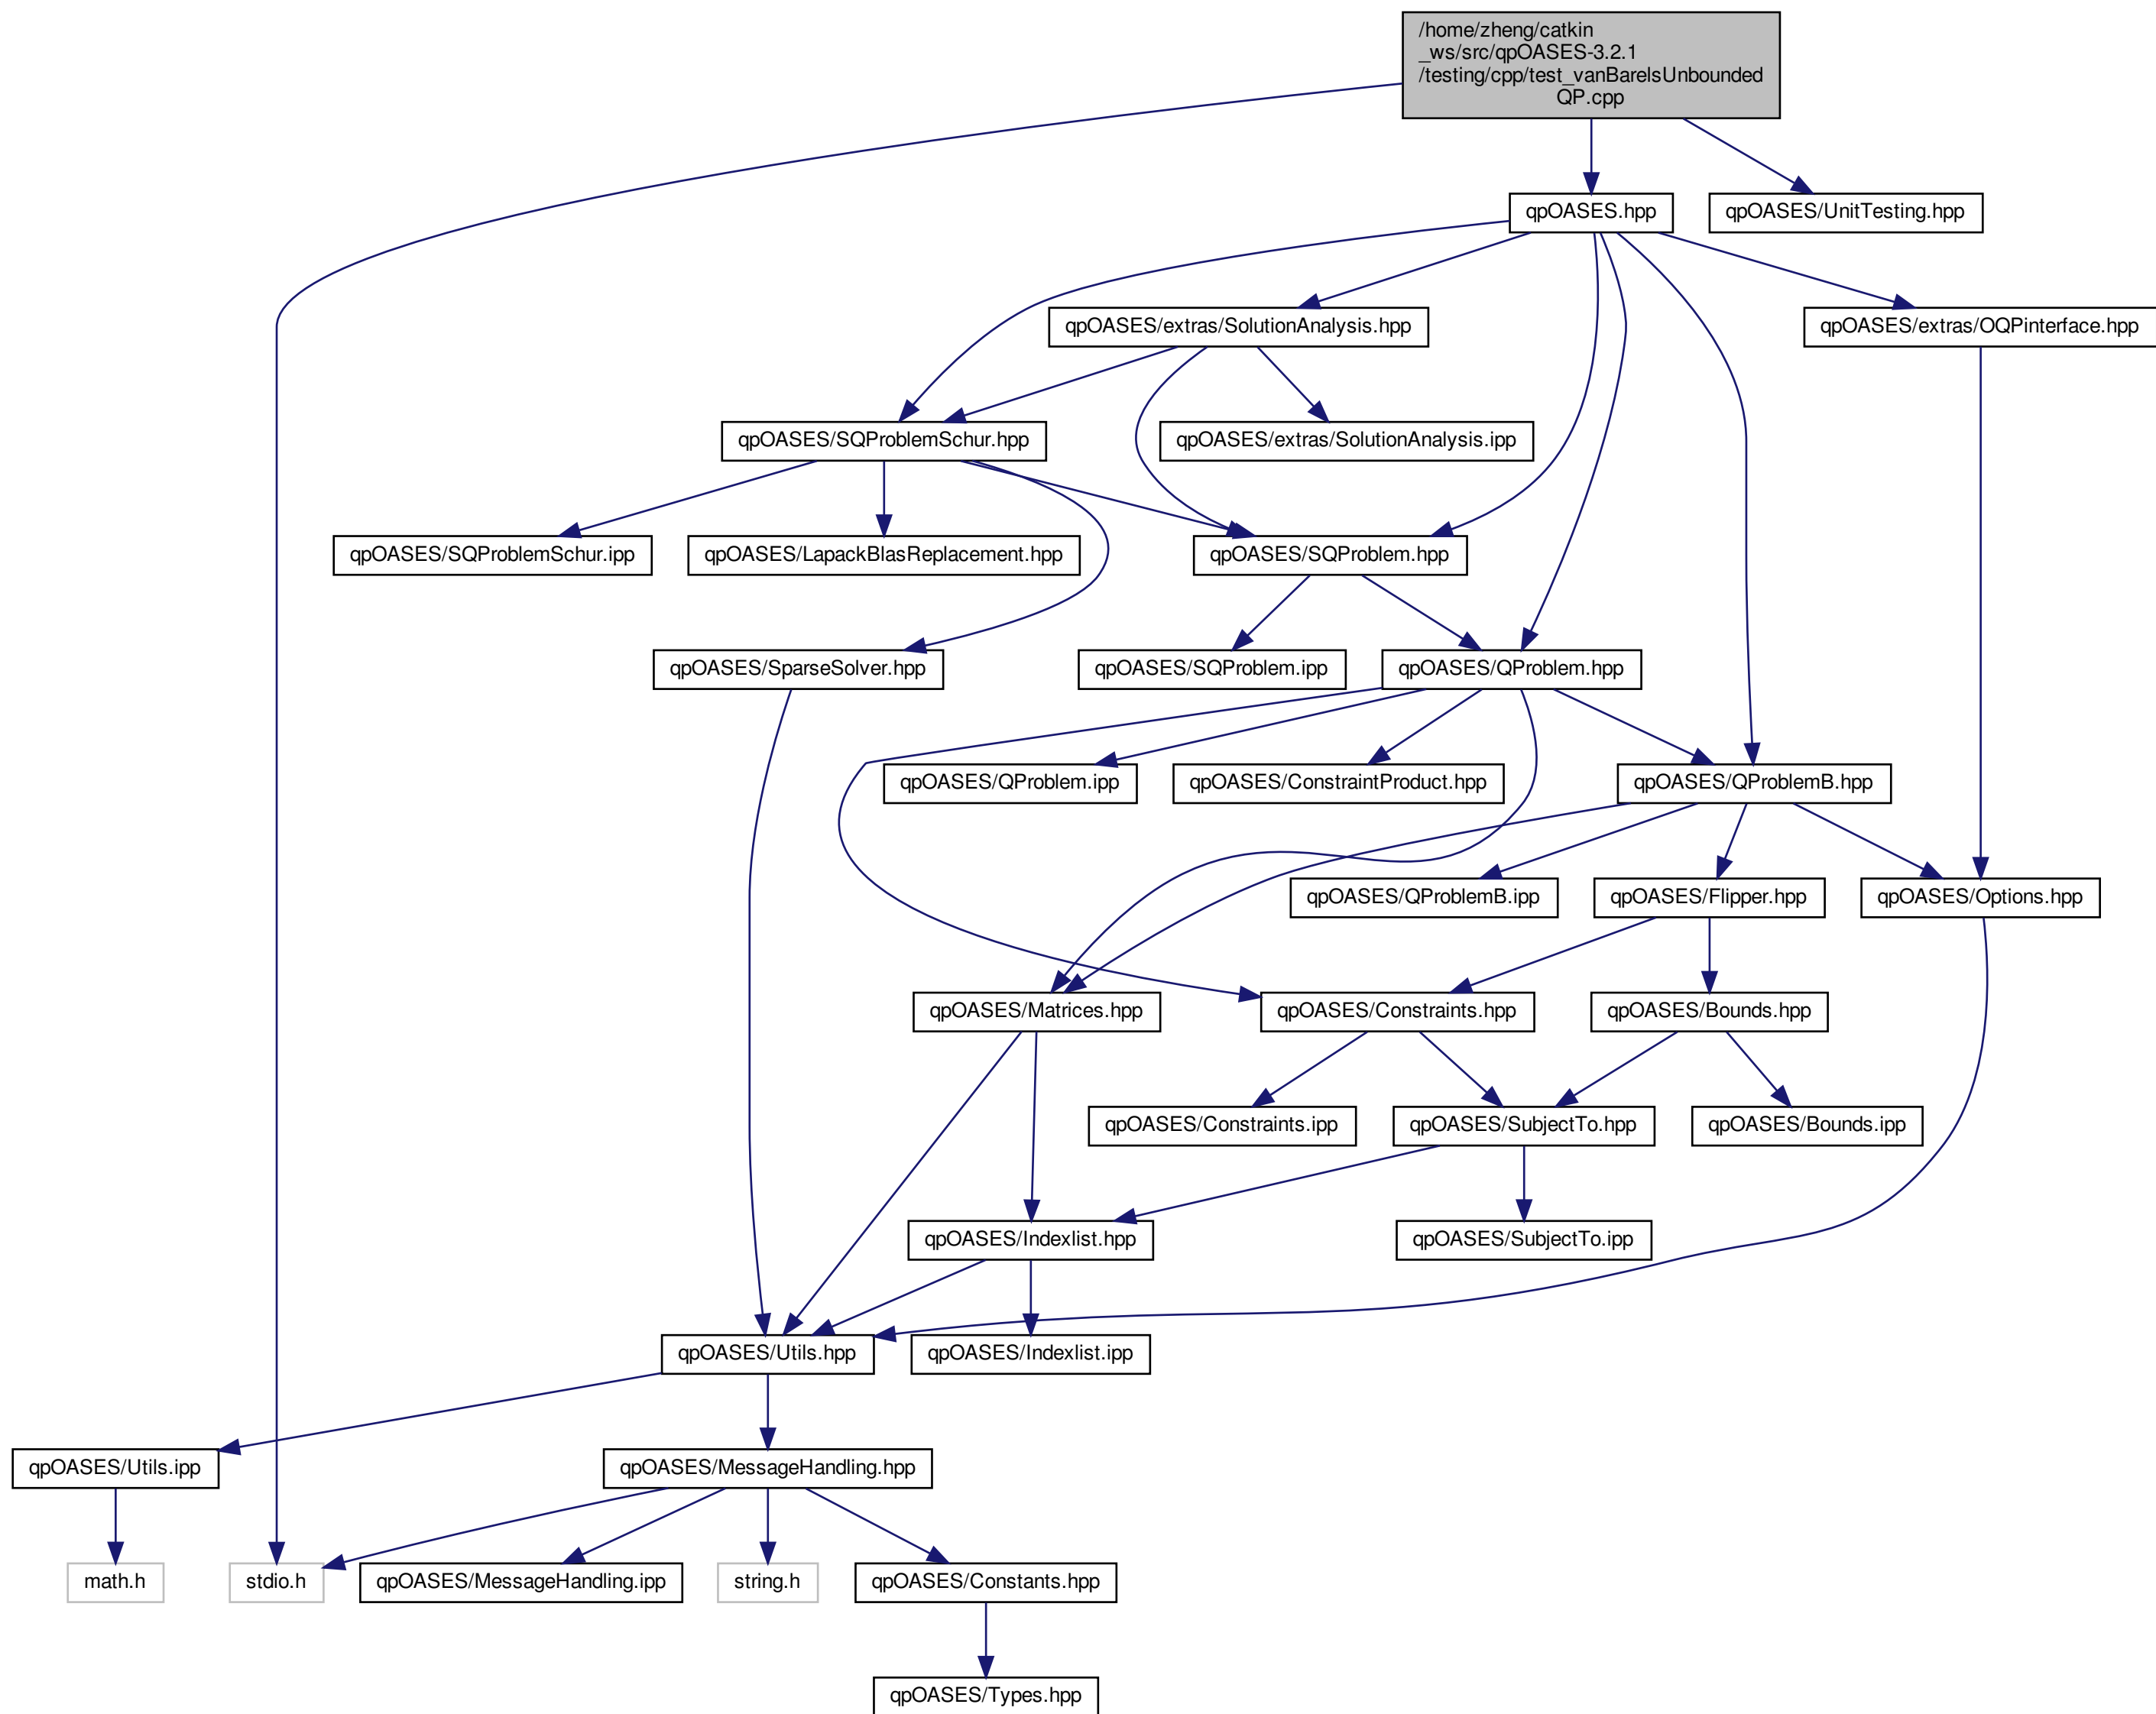 /home/zheng/catkin
_ws/src/qpOASES-3.2.1
/testing/cpp/test_vanBarelsUnbounded
QP.cpp
qpOASES.hpp
qpOASES/UnitTesting.hpp
qpOASES/extras/SolutionAnalysis.hpp
qpOASES/extras/OQPinterface.hpp
qpOASES/SQProblemSchur.hpp
qpOASES/extras/SolutionAnalysis.ipp
qpOASES/SQProblemSchur.ipp
qpOASES/LapackBlasReplacement.hpp
qpOASES/SQProblem.hpp
qpOASES/SparseSolver.hpp
qpOASES/SQProblem.ipp
qpOASES/QProblem.hpp
qpOASES/QProblem.ipp
qpOASES/ConstraintProduct.hpp
qpOASES/QProblemB.hpp
qpOASES/QProblemB.ipp
qpOASES/Flipper.hpp
qpOASES/Options.hpp
qpOASES/Matrices.hpp
qpOASES/Constraints.hpp
qpOASES/Bounds.hpp
qpOASES/Constraints.ipp
qpOASES/SubjectTo.hpp
qpOASES/Bounds.ipp
qpOASES/Indexlist.hpp
qpOASES/SubjectTo.ipp
qpOASES/Utils.hpp
qpOASES/Indexlist.ipp
qpOASES/Utils.ipp
qpOASES/MessageHandling.hpp
math.h
stdio.h
qpOASES/MessageHandling.ipp
string.h
qpOASES/Constants.hpp
qpOASES/Types.hpp